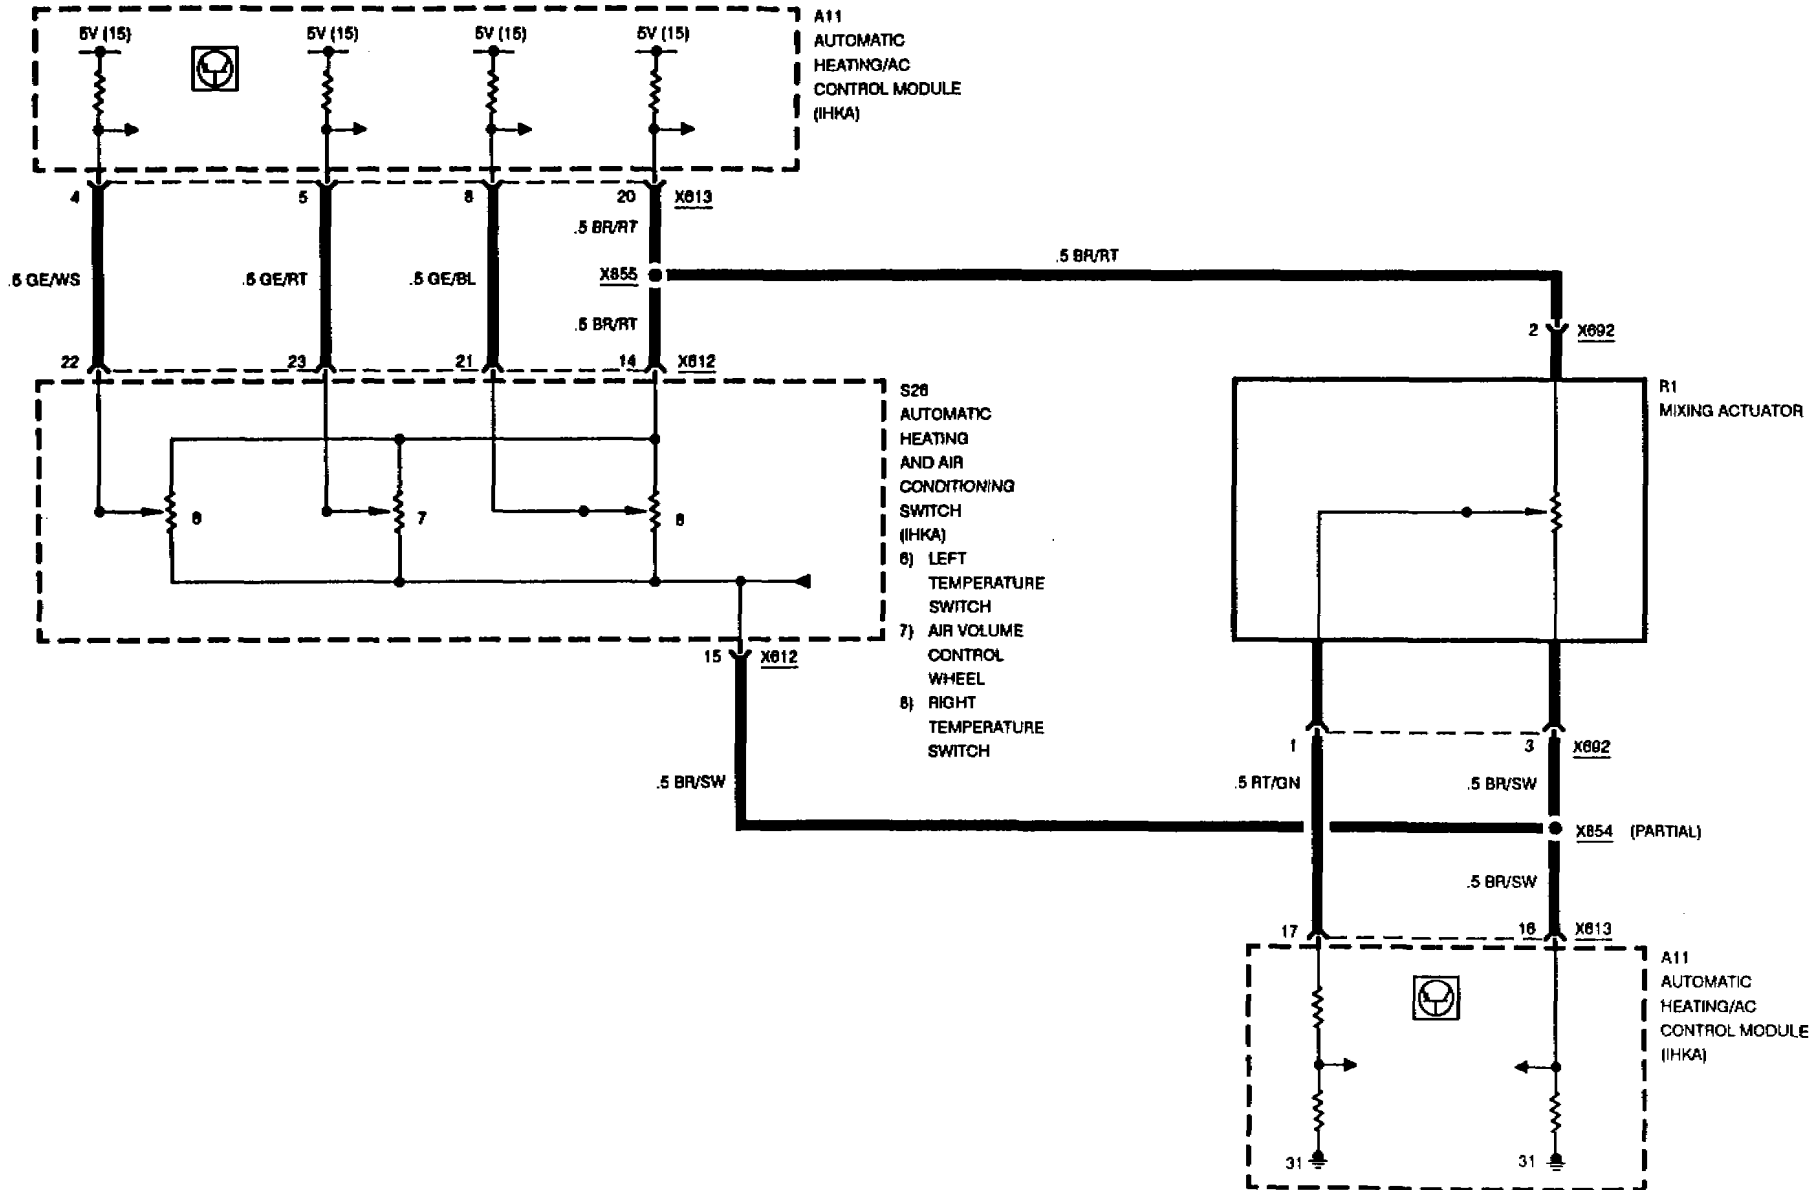 5V (15) 5V (15) 5V (15) 5V (15)
A11
AUTOMATIC
HEATING/AC
CONTROL MODULE
(IHKA)
4 5 6 20 X613
.5 BR/RT
.5 BR/RT
X855
.5 GE/WS .5 GE/RT .5 GE/BL
.5 BR/RT
2 X692
22 23 21 14 X612
R1
MIXING ACTUATOR
S26
AUTOMATIC
HEATING
AND AIR
CONDITIONING
SWITCH
(IHKA)
6) LEFT
TEMPERATURE
SWITCH
7) AIR VOLUME
CONTROL
WHEEL
8) RIGHT
TEMPERATURE
SWITCH
6 7 8
15 X612
1 3 X692
.5 BR/SW .5 RT/GN .5 BR/SW
X854 (PARTIAL)
.5 BR/SW
17 16 X613
A11
AUTOMATIC
HEATING/AC
CONTROL MODULE
(IHKA)
31 31